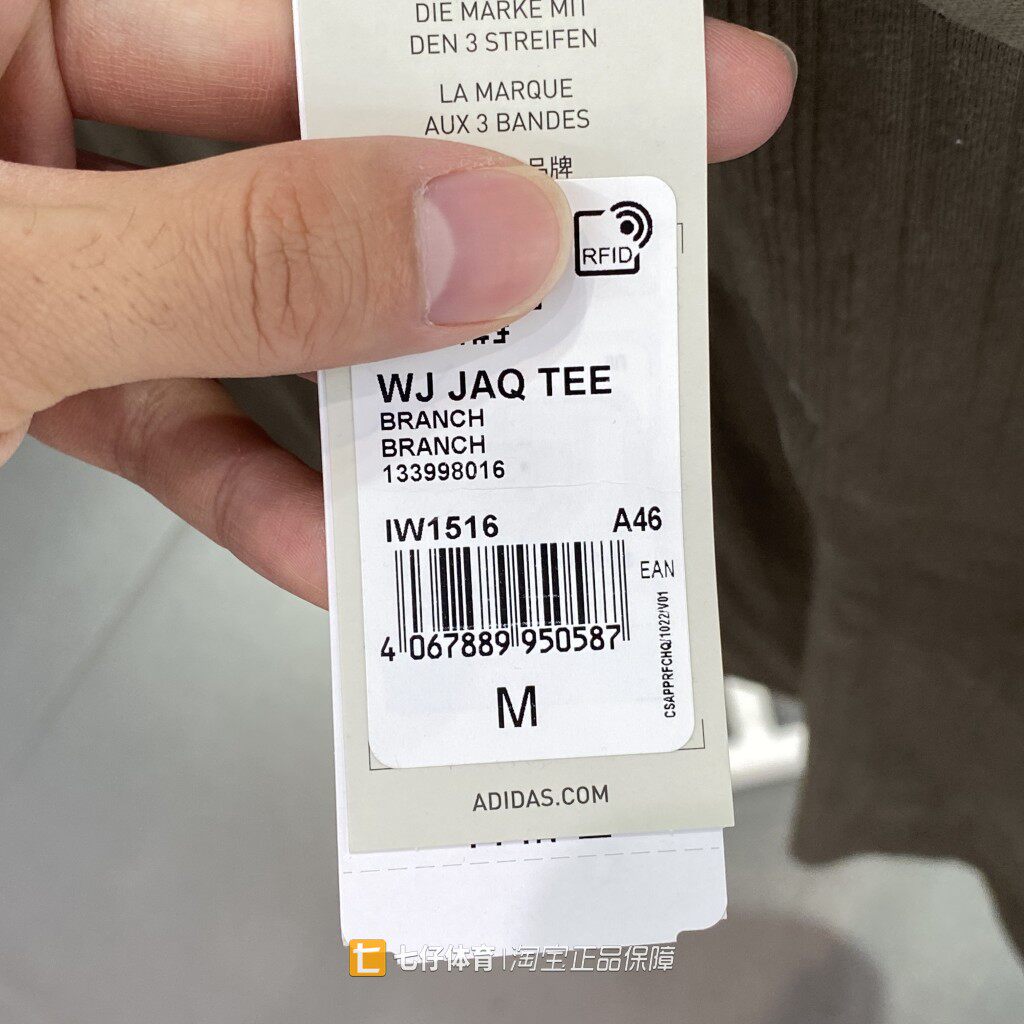 DIE MARKE MIT
DEN 3 STREIFEN
LA MARQUE
AUX 3 BANDES
品牌
RFID
WJ JAQ TEE
BRANCH
BRANCH
133998016
IW1516 A46
EAN
4 067889 950587
CSAPPRFCHQ/1022/V01
M
ADIDAS.COM
七仔体育|淘宝正品保障